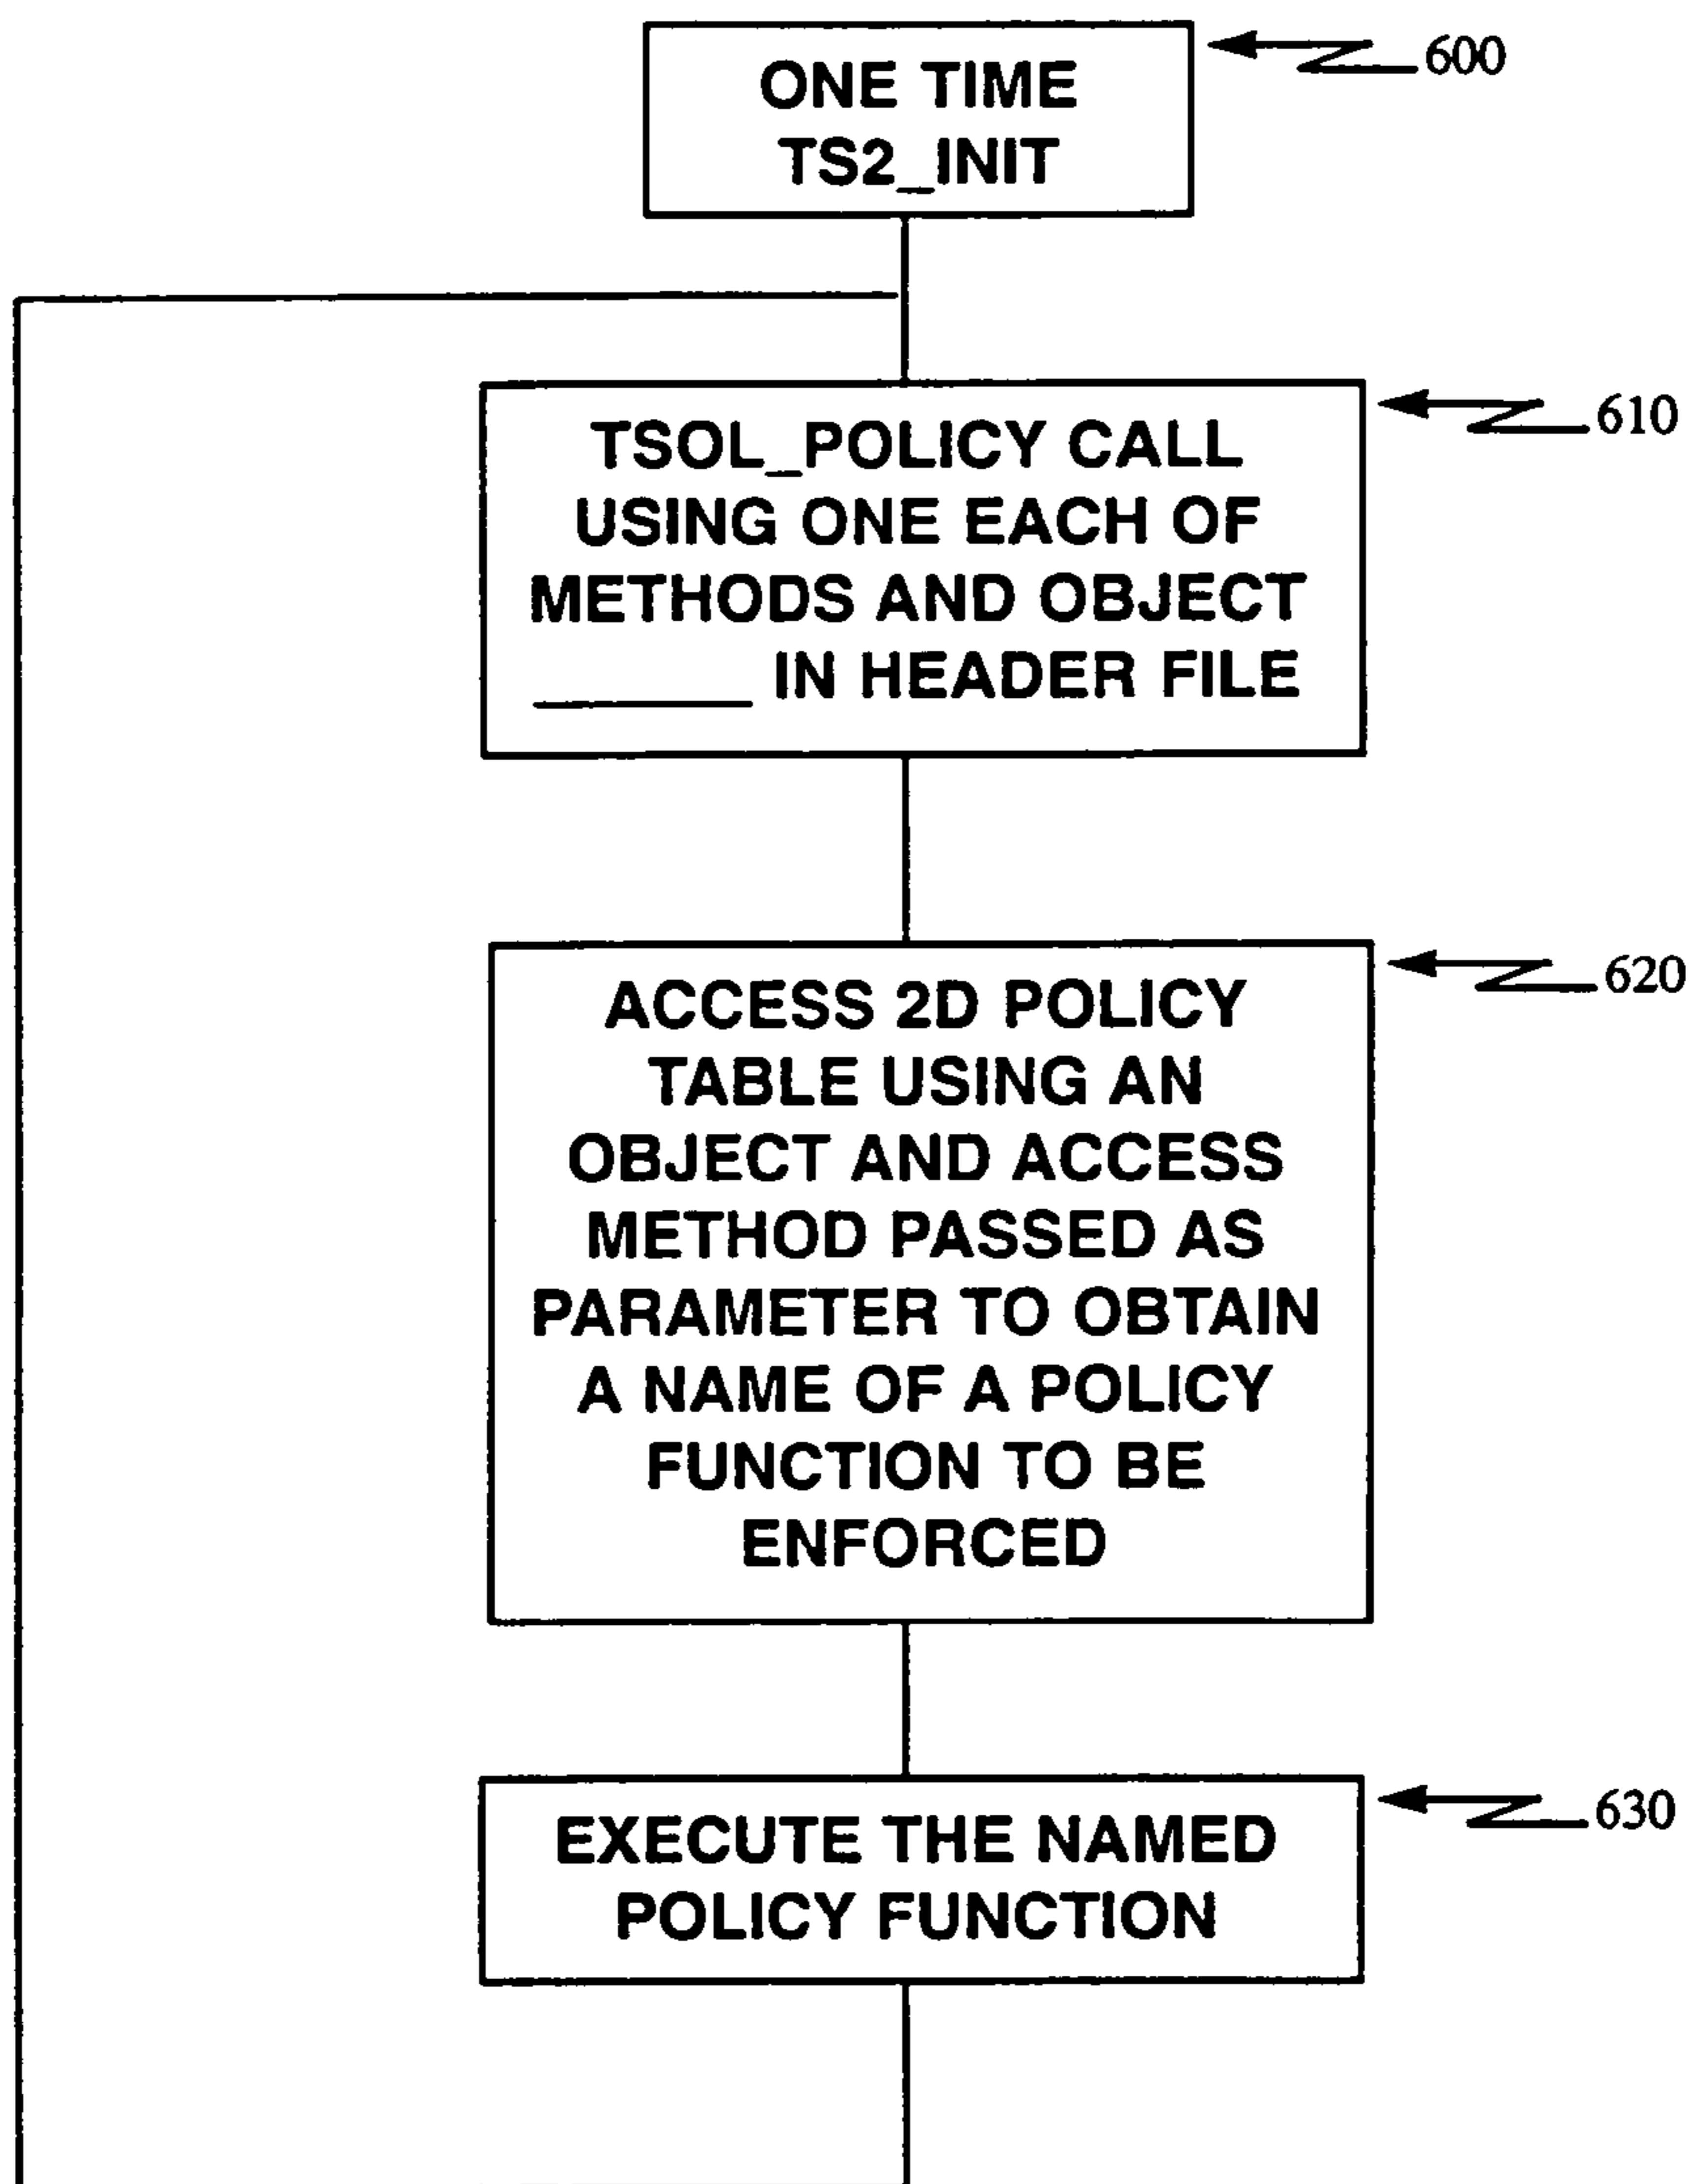 ONE TIME
TS2_INIT
600
TSOL_POLICY CALL
USING ONE EACH OF
METHODS AND OBJECT
_______ IN HEADER FILE
610
ACCESS 2D POLICY
TABLE USING AN
OBJECT AND ACCESS
METHOD PASSED AS
PARAMETER TO OBTAIN
A NAME OF A POLICY
FUNCTION TO BE
ENFORCED
620
EXECUTE THE NAMED
POLICY FUNCTION
630